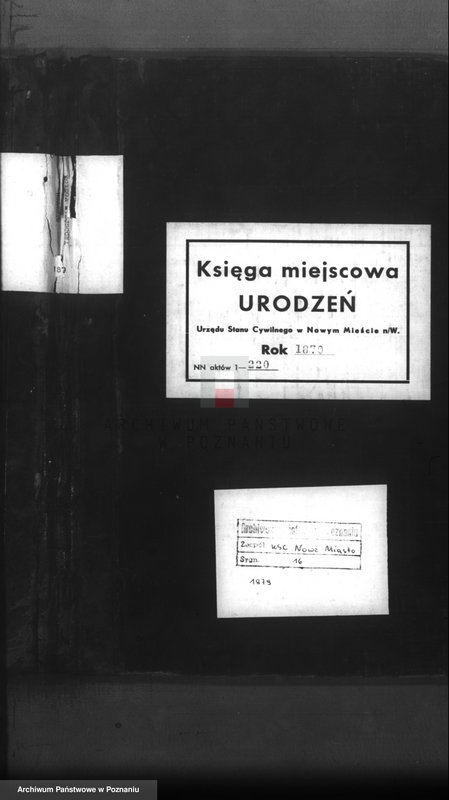 Księga miejscowa
URODZEŃ
Urzędu Stanu Cywilnego w Nowym Mieście n/W.
Rok 1879
NN aktów 1—220
ARCHIWUM PAŃSTWOWE
W POZNANIU
Zespół USC Nowe Miasto
Sygn. 16
1879
Archiwum Państwowe w Poznaniu